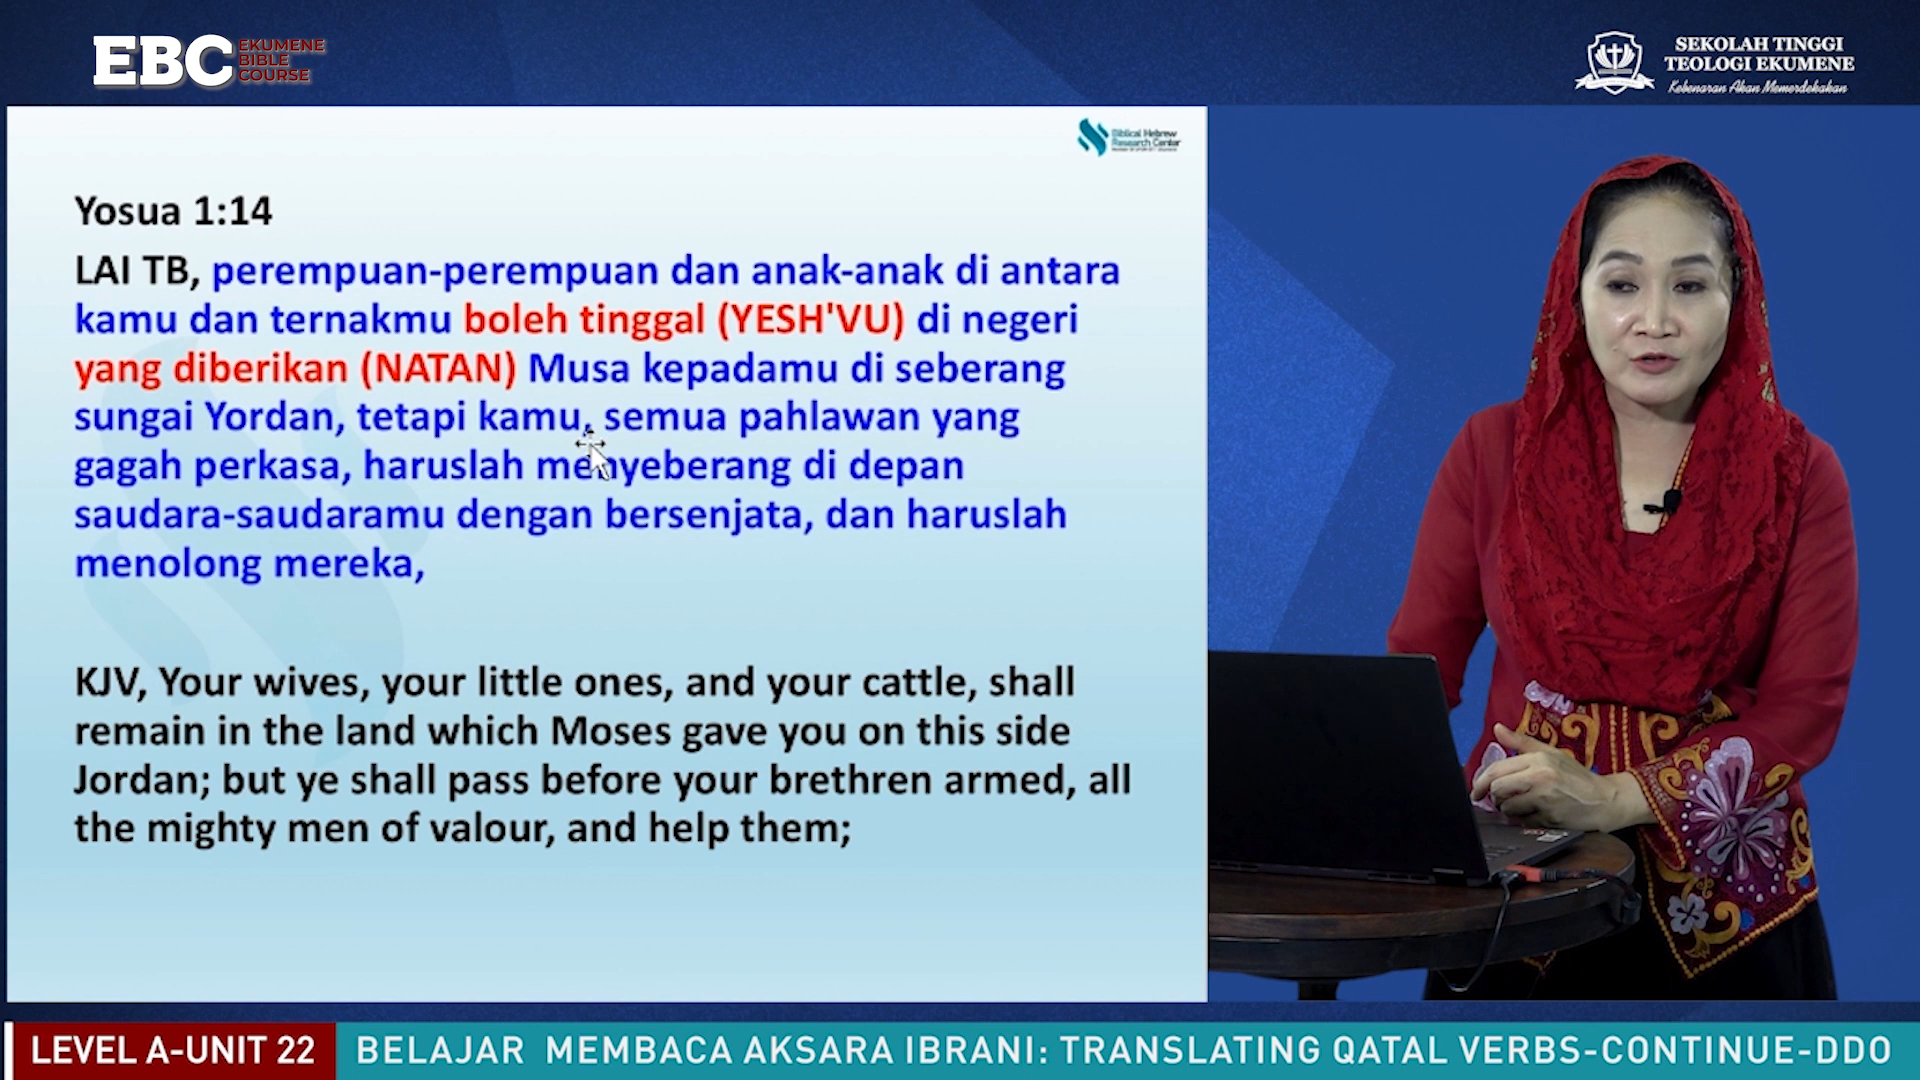 EBC EKUMENE
BIBLE
COURSE
SEKOLAH TINGGI
TEOLOGI EKUMENE
Kebenaran Akan Memerdekakan
Biblical Hebrew
Research Center
Yosua 1:14
LAI TB, perempuan-perempuan dan anak-anak di antara
kamu dan ternakmu boleh tinggal (YESH'VU) di negeri
yang diberikan (NATAN) Musa kepadamu di seberang
sungai Yordan, tetapi kamu, semua pahlawan yang
gagah perkasa, haruslah menyeberang di depan
saudara-saudaramu dengan bersenjata, dan haruslah
menolong mereka,
KJV, Your wives, your little ones, and your cattle, shall
remain in the land which Moses gave you on this side
Jordan; but ye shall pass before your brethren armed, all
the mighty men of valour, and help them;
LEVEL A-UNIT 22 BELAJAR MEMBACA AKSARA IBRANI: TRANSLATING QATAL VERBS-CONTINUE-DDO